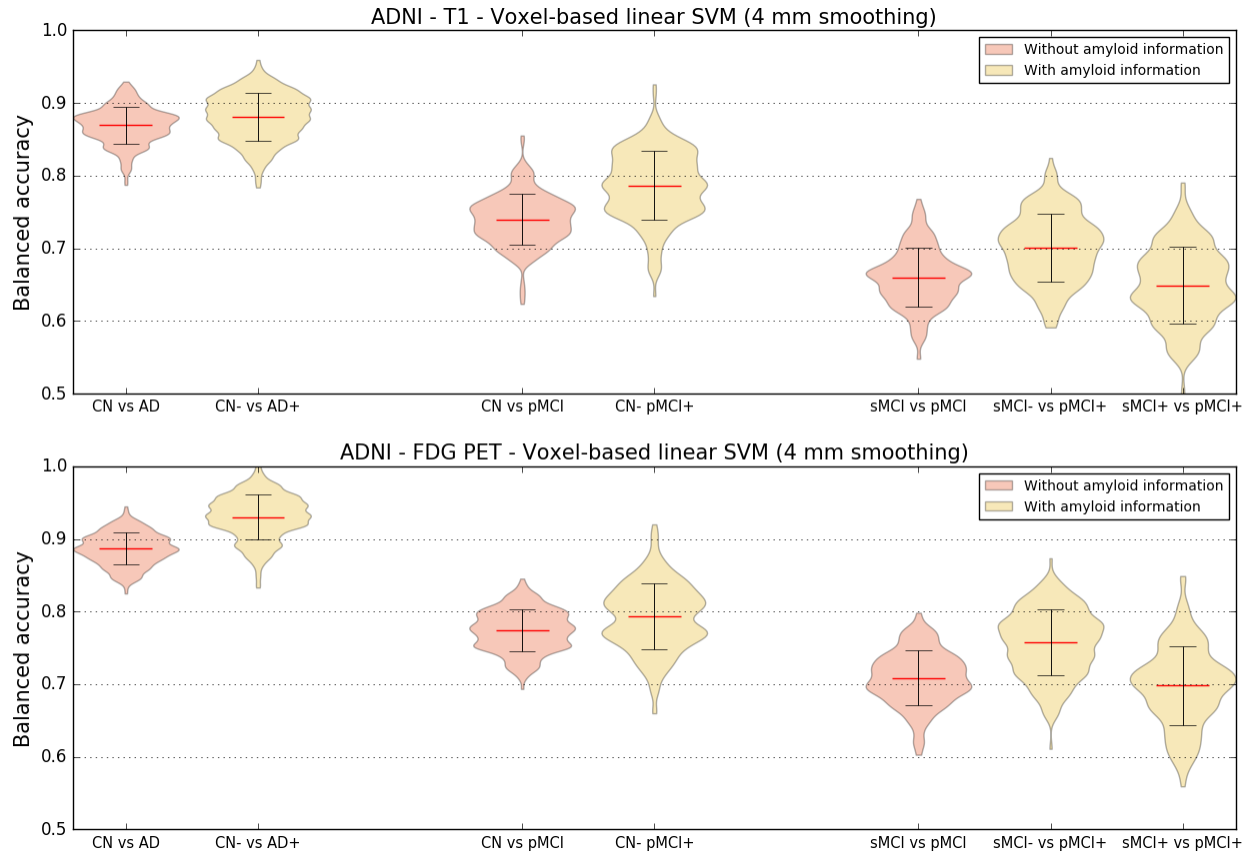 ADNI - T1 - Voxel-based linear SVM (4 mm smoothing)
Balanced accuracy
1.0
0.9
0.8
0.7
0.6
0.5
Without amyloid information
With amyloid information
CN vs AD
CN- vs AD+
CN vs pMCI
CN- pMCI+
sMCI vs pMCI
sMCI- vs pMCI+
sMCI+ vs pMCI+
ADNI - FDG PET - Voxel-based linear SVM (4 mm smoothing)
Balanced accuracy
1.0
0.9
0.8
0.7
0.6
0.5
Without amyloid information
With amyloid information
CN vs AD
CN- vs AD+
CN vs pMCI
CN- pMCI+
sMCI vs pMCI
sMCI- vs pMCI+
sMCI+ vs pMCI+